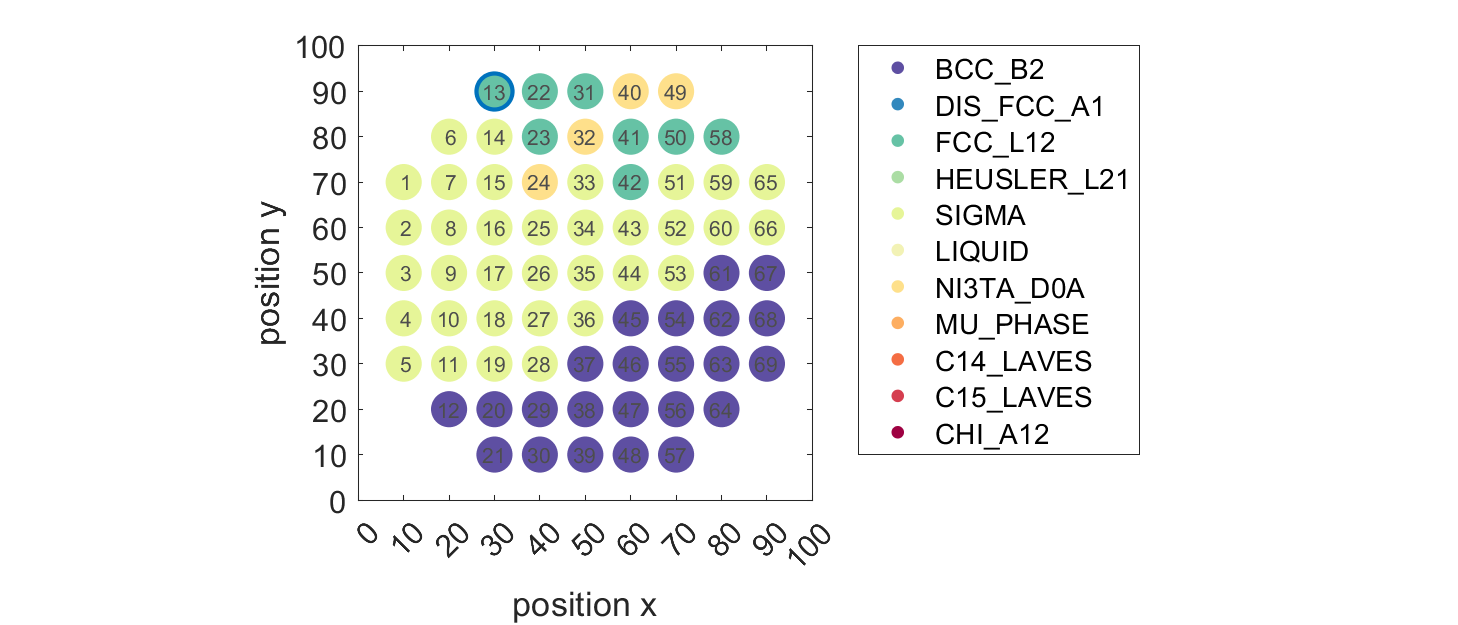 100
90
80
70
60
50
40
30
20
10
0
position y
13 22 31 40 49
6 14 23 32 41 50 58
1 7 15 24 33 42 51 59 65
2 8 16 25 34 43 52 60 66
3 9 17 26 35 44 53 61 67
4 10 18 27 36 45 54 62 68
5 11 19 28 37 46 55 63 69
12 20 29 38 47 56 64
21 30 39 48 57
0 10 20 30 40 50 60 70 80 90 100
position x
BCC_B2
DIS_FCC_A1
FCC_L12
HEUSLER_L21
SIGMA
LIQUID
NI3TA_D0A
MU_PHASE
C14_LAVES
C15_LAVES
CHI_A12